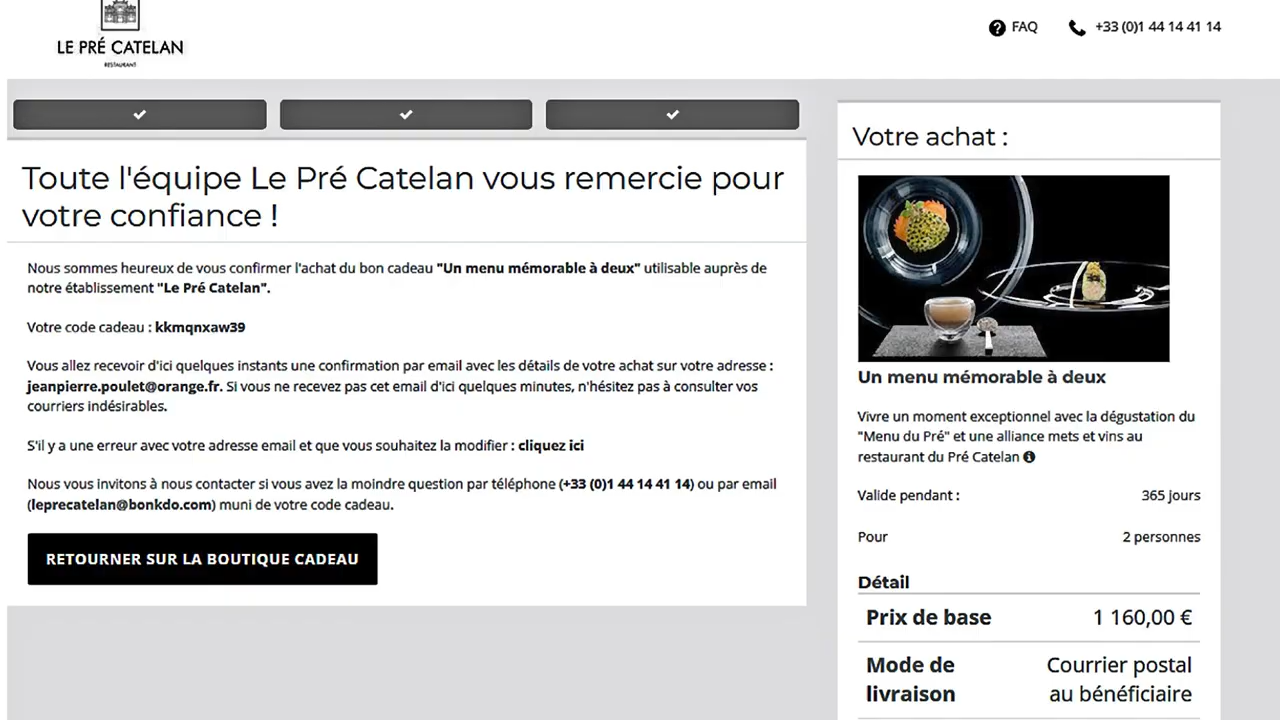 LE PRÉ CATELAN
RESTAURANT
FAQ
+33 (0)1 44 14 41 14
Toute l'équipe Le Pré Catelan vous remercie pour
votre confiance !
Nous sommes heureux de vous confirmer l'achat du bon cadeau "Un menu mémorable à deux" utilisable auprès de
notre établissement "Le Pré Catelan".
Votre code cadeau : kkmqnxaw39
Vous allez recevoir d'ici quelques instants une confirmation par email avec les détails de votre achat sur votre adresse :
jeanpierre.poulet@orange.fr. Si vous ne recevez pas cet email d'ici quelques minutes, n'hésitez pas à consulter vos
courriers indésirables.
S'il y a une erreur avec votre adresse email et que vous souhaitez la modifier : cliquez ici
Nous vous invitons à nous contacter si vous avez la moindre question par téléphone (+33 (0)1 44 14 41 14) ou par email
(leprecatelan@bonkdo.com) muni de votre code cadeau.
RETOURNER SUR LA BOUTIQUE CADEAU
Votre achat :
Un menu mémorable à deux
Vivre un moment exceptionnel avec la dégustation du
"Menu du Pré" et une alliance mets et vins au
restaurant du Pré Catelan
Valide pendant : 365 jours
Pour 2 personnes
Détail
Prix de base 1 160,00 €
Mode de Courrier postal
livraison au bénéficiaire